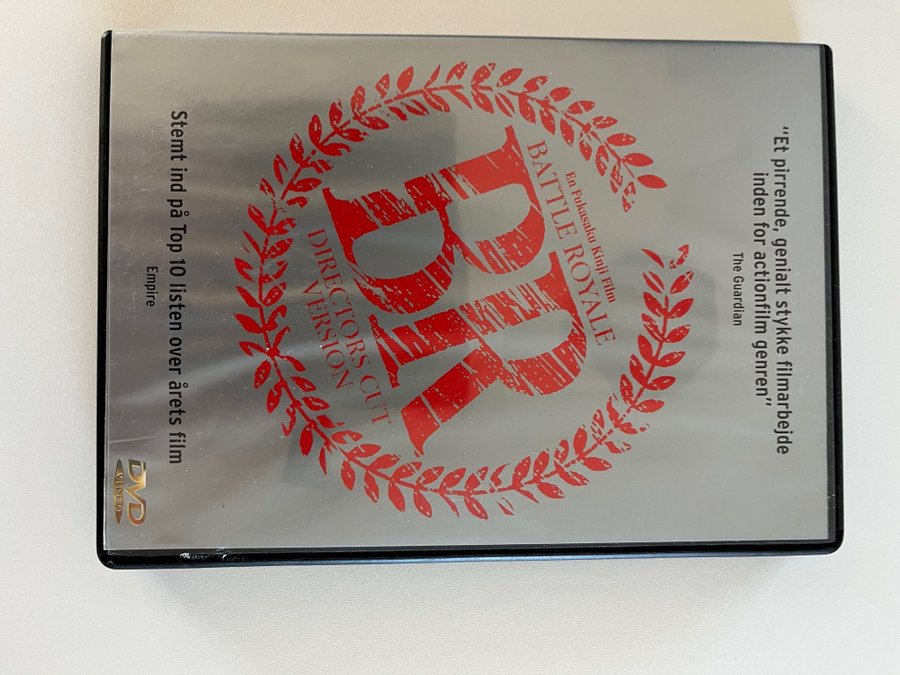 “Et pirrende, genialt stykke filmarbejde
inden for actionfilm genren”
The Guardian
En Fukasaku Kinji Film
BATTLE ROYALE
BR
DIRECTORS CUT
VERSION
Stemt ind på Top 10 listen over årets film
Empire
DVD
VIDEO